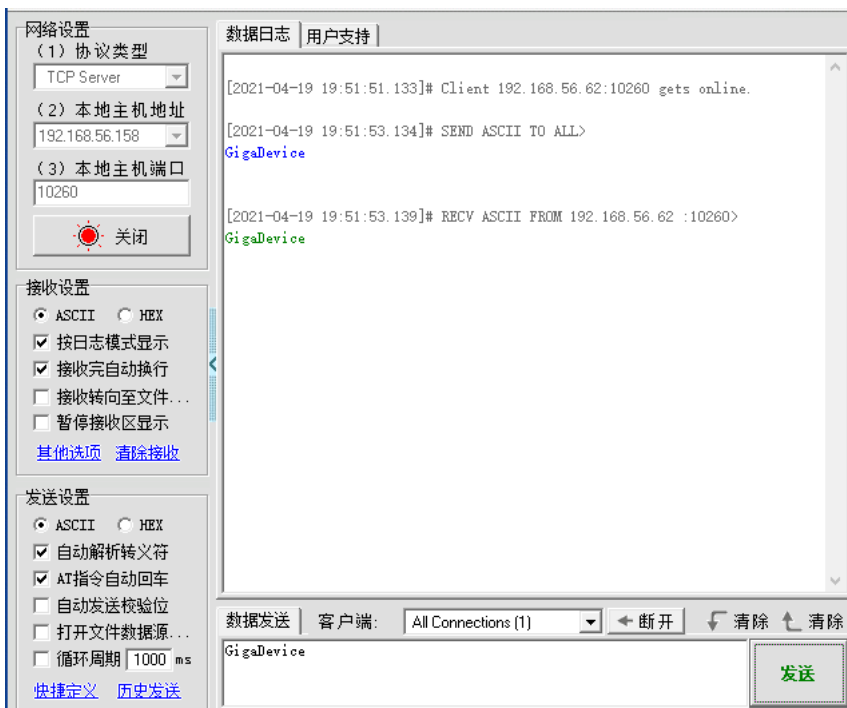 网络设置
(1) 协议类型
TCP Server
(2) 本地主机地址
192.168.56.158
(3) 本地主机端口
10260
关闭
接收设置
ASCII HEX
按日志模式显示
接收完自动换行
接收转向至文件...
暂停接收区显示
其他选项 清除接收
发送设置
ASCII HEX
自动解析转义符
AT指令自动回车
自动发送校验位
打开文件数据源...
循环周期 1000 ms
快捷定义 历史发送
数据日志 用户支持
[2021-04-19 19:51:51.133]# Client 192.168.56.62:10260 gets online.
[2021-04-19 19:51:53.134]# SEND ASCII TO ALL>
GigaDevice
[2021-04-19 19:51:53.139]# RECV ASCII FROM 192.168.56.62 :10260>
GigaDevice
数据发送 客户端: All Connections (1) 断开 清除 清除
GigaDevice
发送